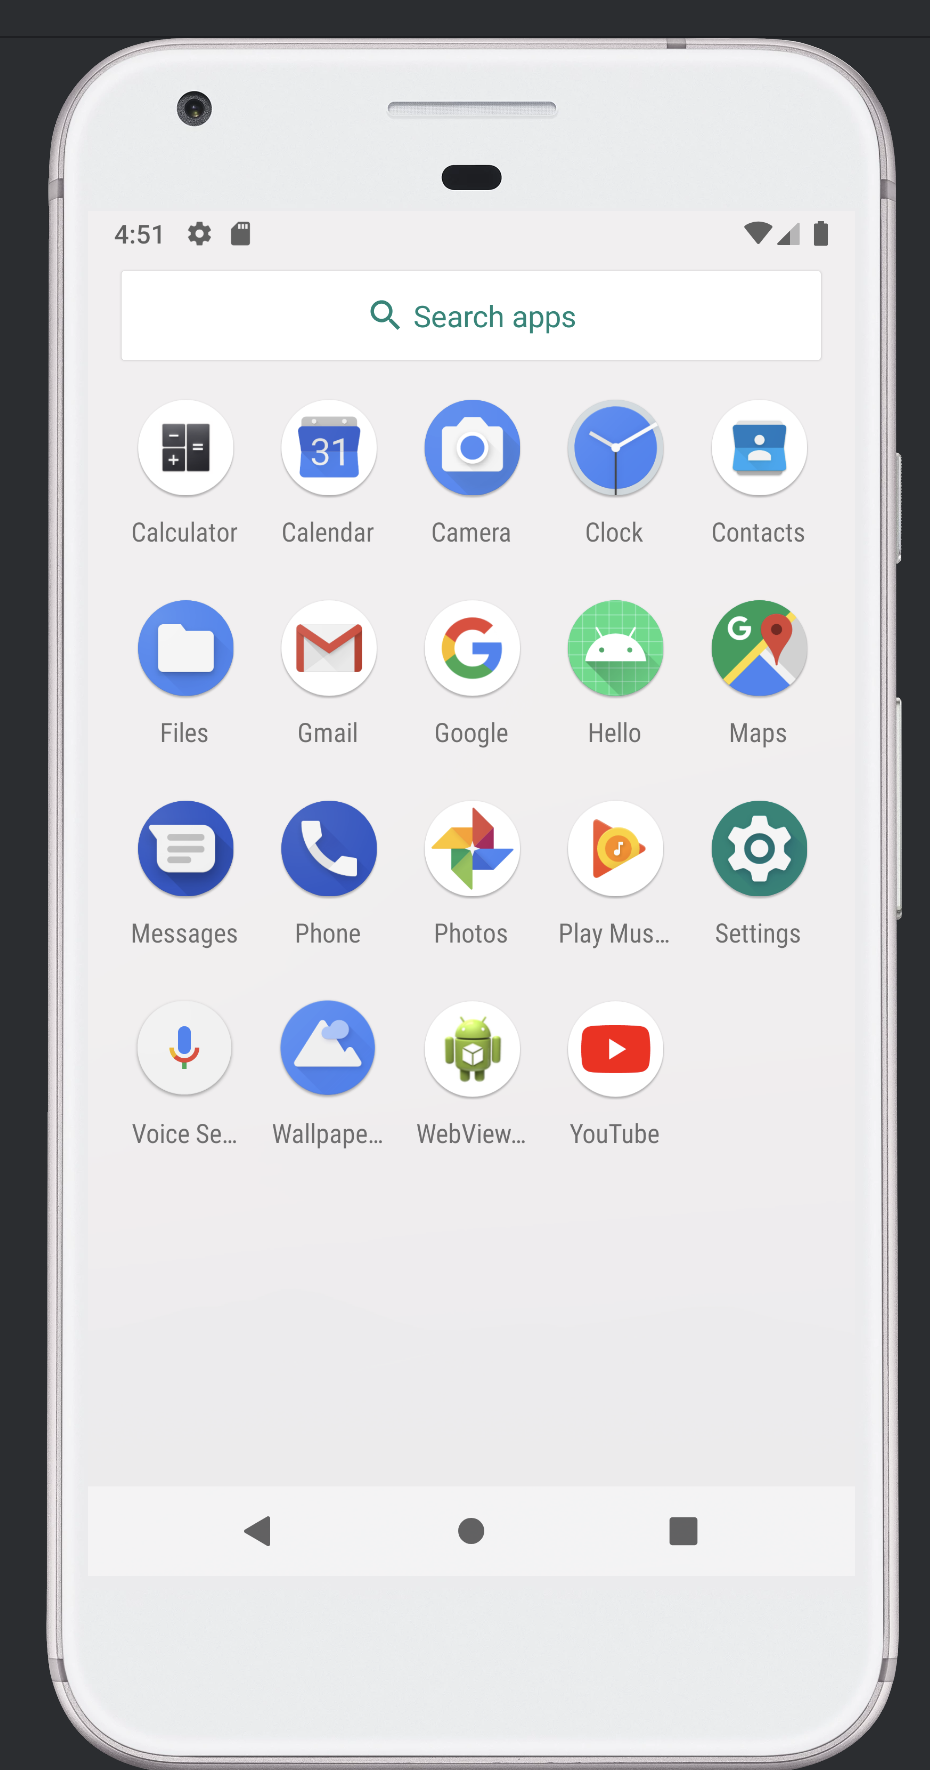 4:51
Search apps
31
Calculator
Calendar
Camera
Clock
Contacts
G
Files
Gmail
Google
Hello
Maps
Messages
Phone
Photos
Play Mus...
Settings
Voice Se...
Wallpape...
WebView...
YouTube